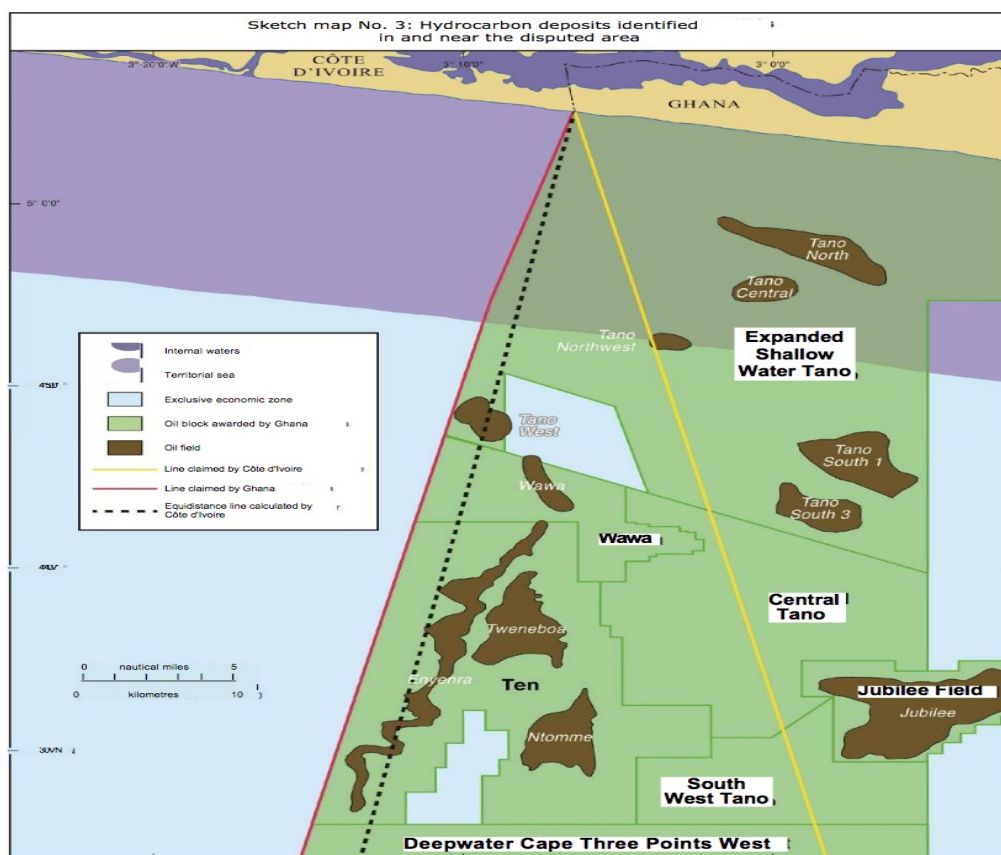 Sketch map No. 3: Hydrocarbon deposits identified
in and near the disputed area
CÔTE
D'IVOIRE
3° 20'0"W
3° 10'0"
3° 0'0"
GHANA
5° 0'0"
Tano
North
Tano
Central
Tano
Northwest
Expanded
Shallow
Water Tano
Internal waters
Territorial sea
Exclusive economic zone
Oil block awarded by Ghana
Oil field
Line claimed by Côte d'Ivoire
Line claimed by Ghana
Equidistance line calculated by
Côte d'Ivoire
Tano
West
Wawa
Tano
South 1
Tano
South 3
Wawa
Central
Tano
Tweneboa
0 nautical miles 5
0 kilometres 10
Enyenra
Ten
Jubilee Field
Jubilee
Ntomme
South
West Tano
Deepwater Cape Three Points West